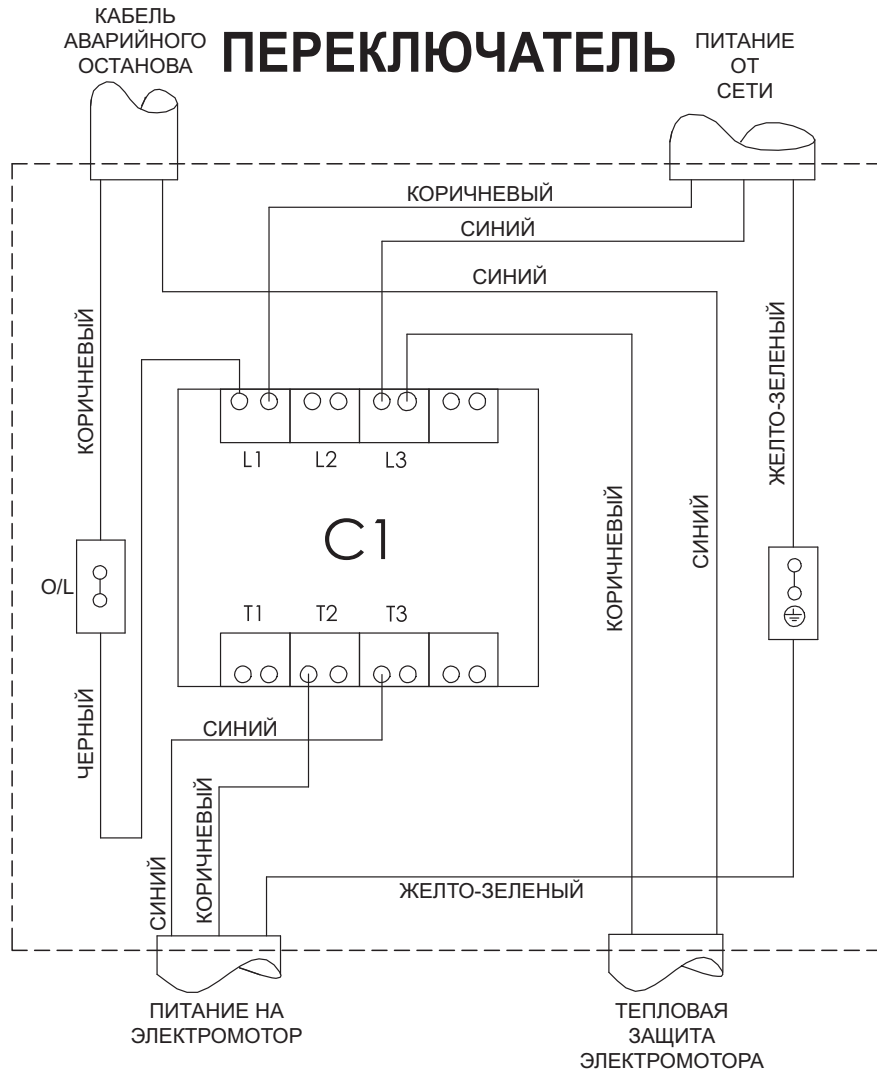 КАБЕЛЬ
АВАРИЙНОГО
ОСТАНОВА
ПЕРЕКЛЮЧАТЕЛЬ
ПИТАНИЕ
ОТ
СЕТИ
КОРИЧНЕВЫЙ
СИНИЙ
СИНИЙ
КОРИЧНЕВЫЙ
ЖЕЛТО-ЗЕЛЕНЫЙ
L1
L2
L3
C1
КОРИЧНЕВЫЙ
СИНИЙ
O/L
T1
T2
T3
ЧЕРНЫЙ
СИНИЙ
СИНИЙ
КОРИЧНЕВЫЙ
ЖЕЛТО-ЗЕЛЕНЫЙ
ПИТАНИЕ НА
ЭЛЕКТРОМОТОР
ТЕПЛОВАЯ
ЗАЩИТА
ЭЛЕКТРОМОТОРА